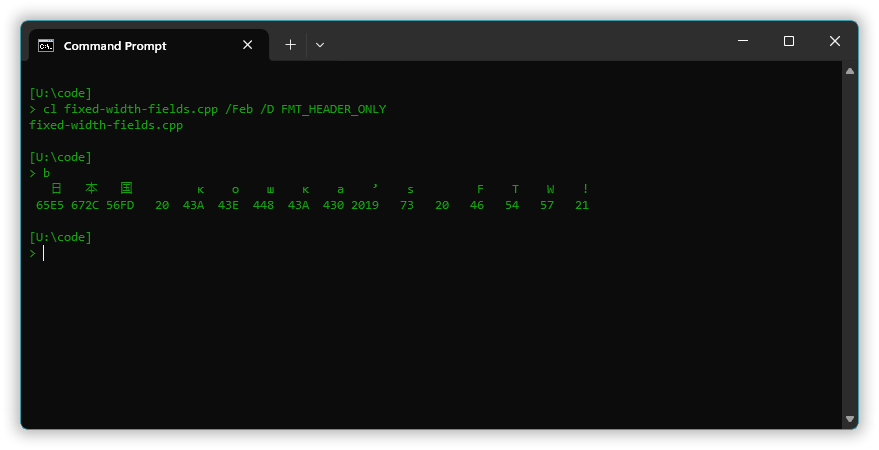 Command Prompt
[U:\code]
> cl fixed-width-fields.cpp /Feb /D FMT_HEADER_ONLY
fixed-width-fields.cpp
[U:\code]
> b
日 本 国   к о ш к а ’ s   F T W !
65E5 672C 56FD 20 43A 43E 448 43A 430 2019 73 20 46 54 57 21
[U:\code]
>